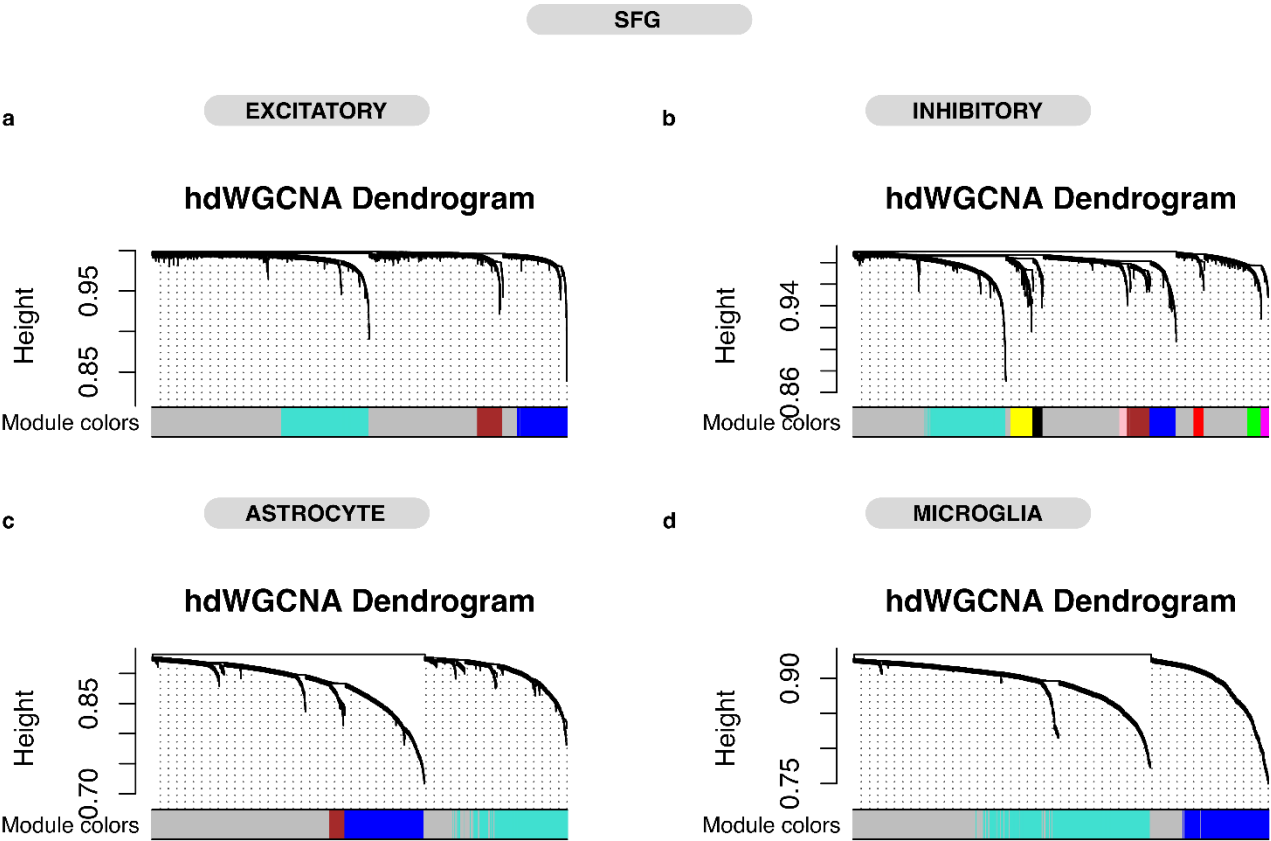 SFG
a
EXCITATORY
hdWGCNA Dendrogram
Height
0.95
0.85
Module colors
b
INHIBITORY
hdWGCNA Dendrogram
Height
0.94
0.86
Module colors
c
ASTROCYTE
hdWGCNA Dendrogram
Height
0.85
0.70
Module colors
d
MICROGLIA
hdWGCNA Dendrogram
Height
0.90
0.75
Module colors